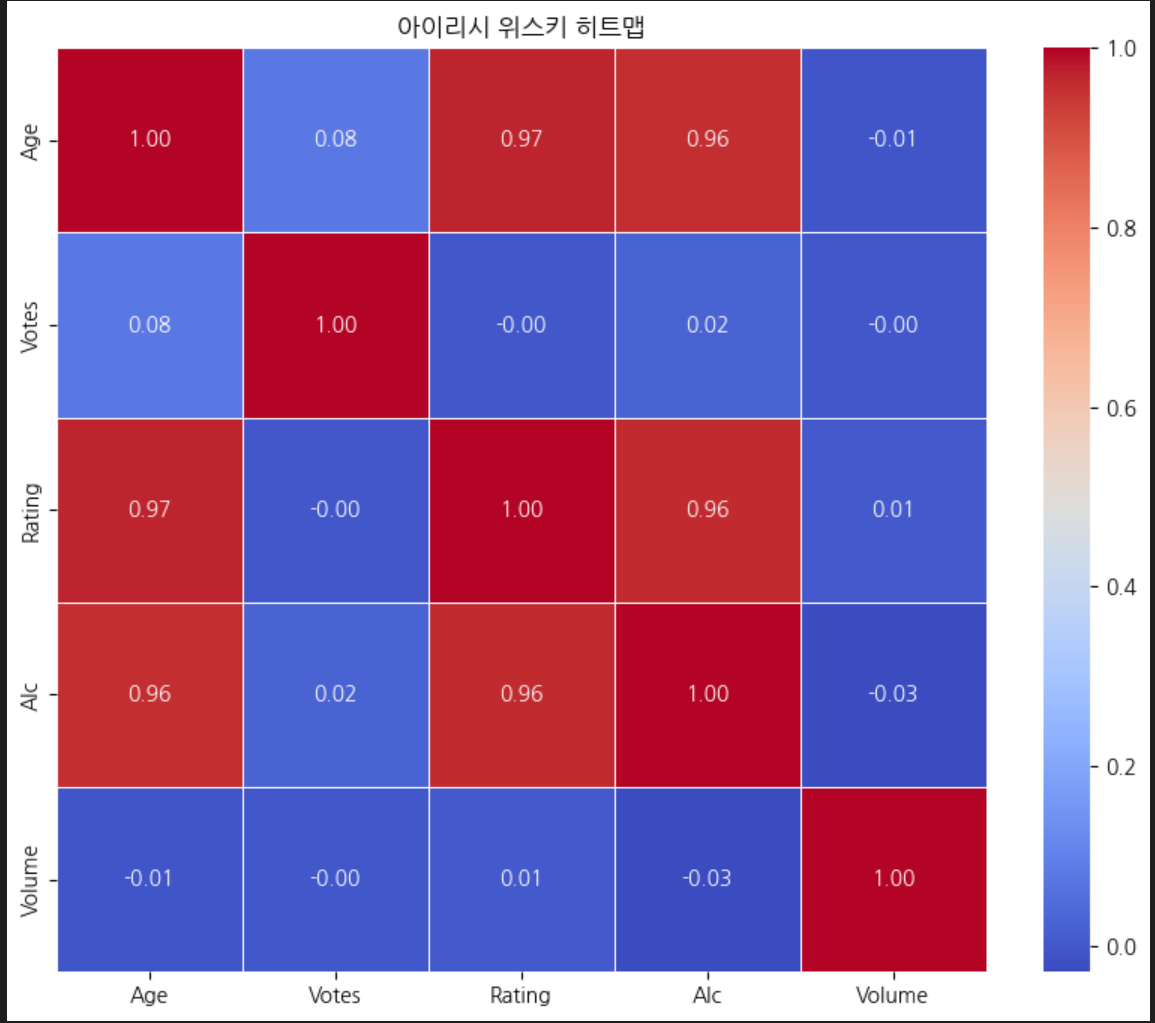 아이리시 위스키 히트맵
Age 1.00 0.08 0.97 0.96 -0.01
Votes 0.08 1.00 -0.00 0.02 -0.00
Rating 0.97 -0.00 1.00 0.96 0.01
Alc 0.96 0.02 0.96 1.00 -0.03
Volume -0.01 -0.00 0.01 -0.03 1.00
Age Votes Rating Alc Volume
1.0
0.8
0.6
0.4
0.2
0.0